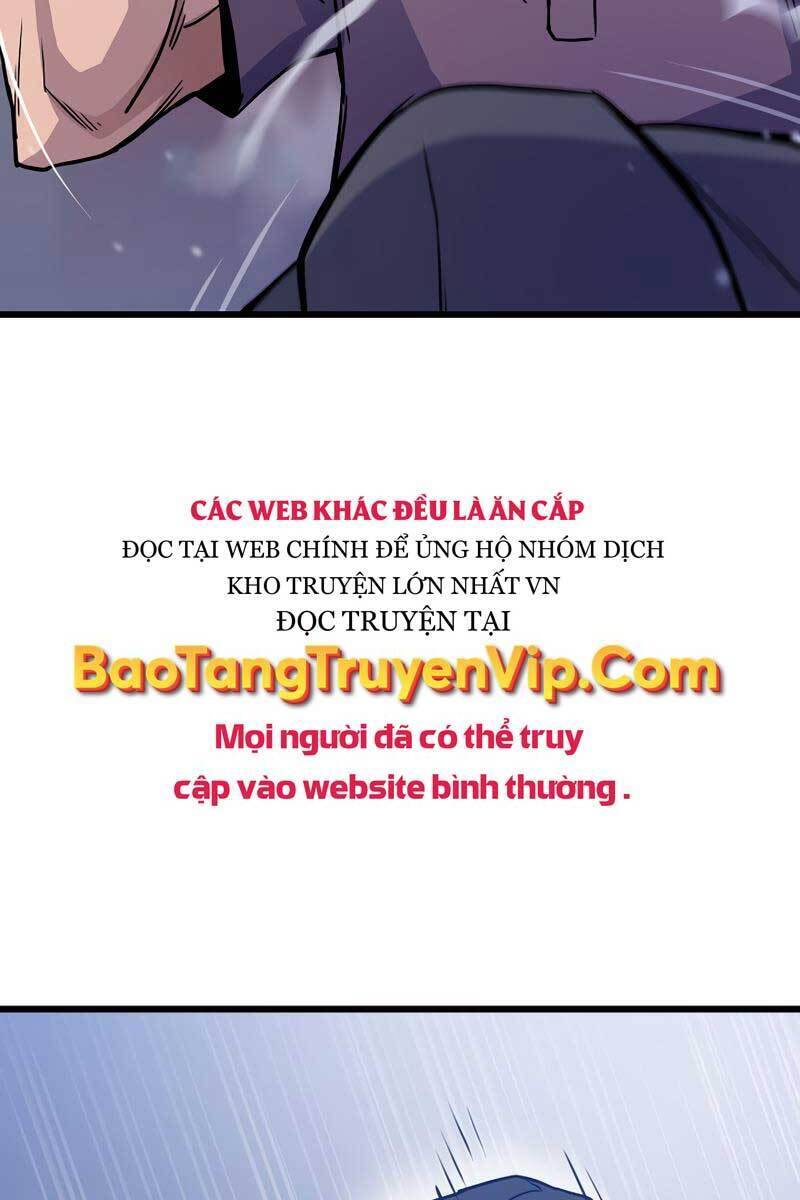 CÁC WEB KHÁC ĐỀU LÀ ĂN CẮP
ĐỌC TẠI WEB CHÍNH ĐỂ ỦNG HỘ NHÓM DỊCH
KHO TRUYỆN LỚN NHẤT VN
ĐỌC TRUYỆN TẠI
BaoTangTruyenVip.Com
Mọi người đã có thể truy
cập vào website bình thường .